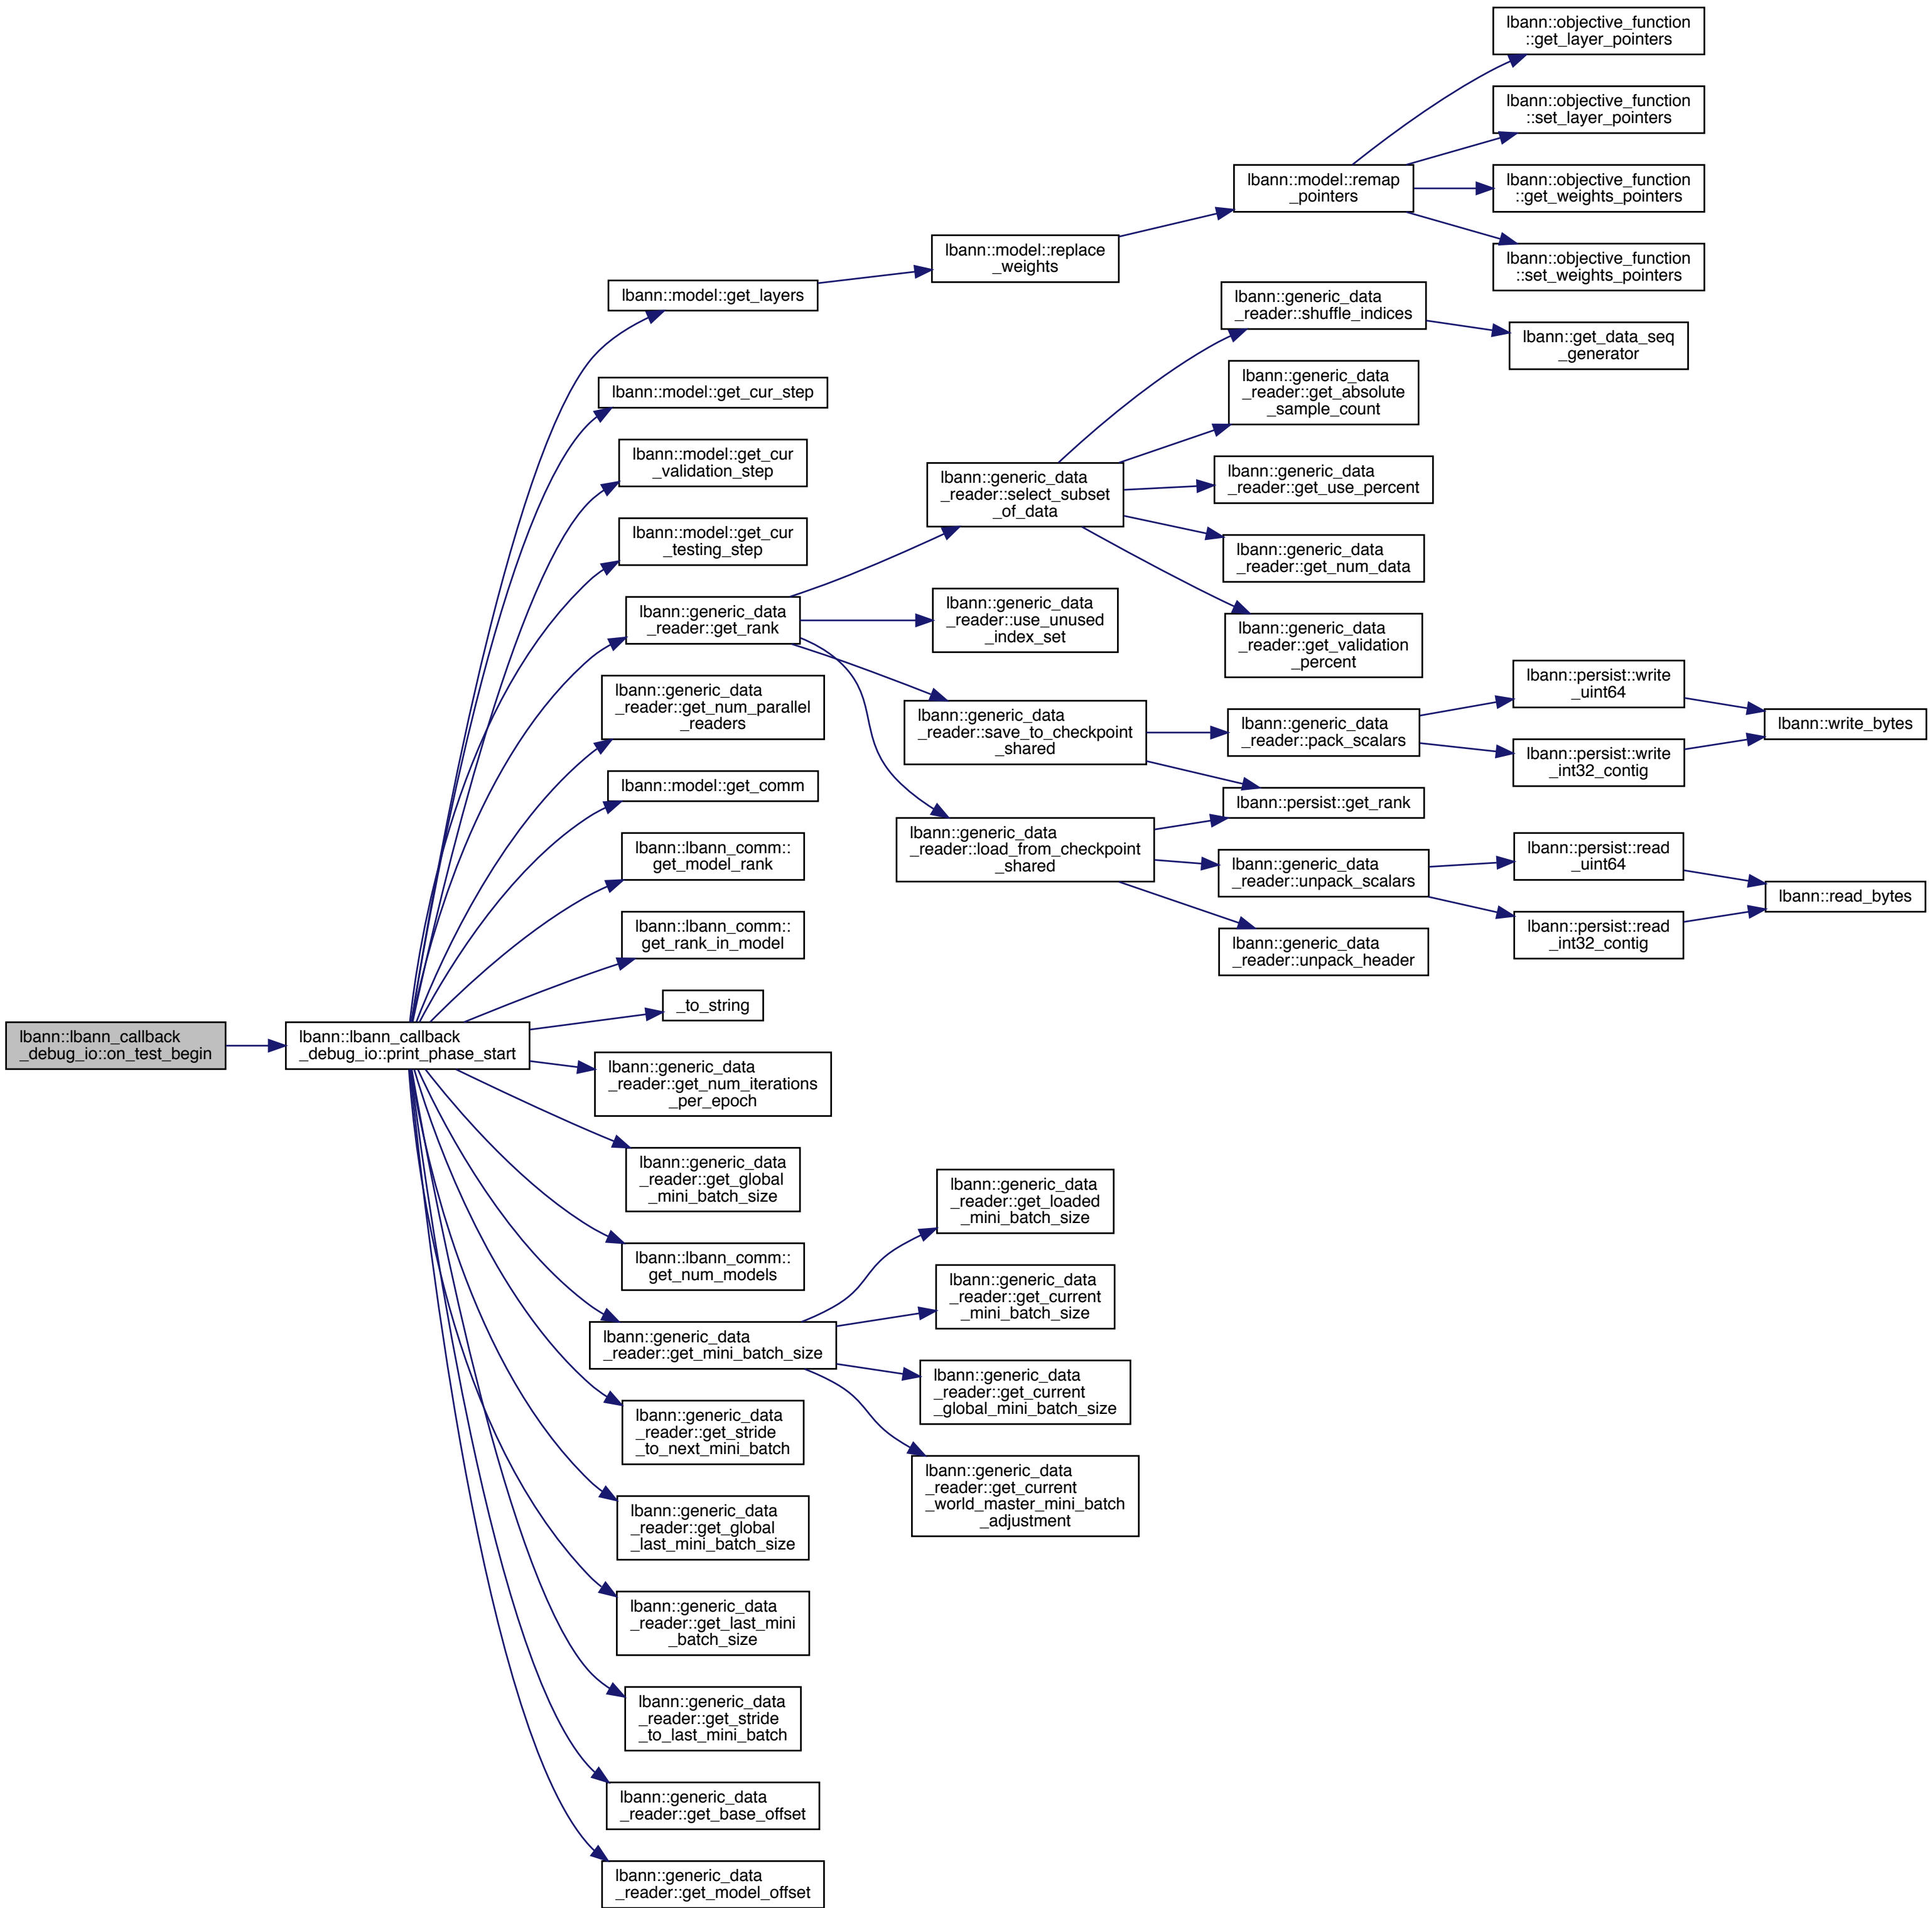 lbann::lbann_callback
_debug_io::on_test_begin
lbann::lbann_callback
_debug_io::print_phase_start
lbann::model::get_layers
lbann::model::get_cur_step
lbann::model::get_cur
_validation_step
lbann::model::get_cur
_testing_step
lbann::generic_data
_reader::get_rank
lbann::generic_data
_reader::get_num_parallel
_readers
lbann::model::get_comm
lbann::lbann_comm::
get_model_rank
lbann::lbann_comm::
get_rank_in_model
_to_string
lbann::generic_data
_reader::get_num_iterations
_per_epoch
lbann::generic_data
_reader::get_global
_mini_batch_size
lbann::lbann_comm::
get_num_models
lbann::generic_data
_reader::get_mini_batch_size
lbann::generic_data
_reader::get_stride
_to_next_mini_batch
lbann::generic_data
_reader::get_global
_last_mini_batch_size
lbann::generic_data
_reader::get_last_mini
_batch_size
lbann::generic_data
_reader::get_stride
_to_last_mini_batch
lbann::generic_data
_reader::get_base_offset
lbann::generic_data
_reader::get_model_offset
lbann::model::replace
_weights
lbann::generic_data
_reader::select_subset
_of_data
lbann::generic_data
_reader::use_unused
_index_set
lbann::generic_data
_reader::save_to_checkpoint
_shared
lbann::generic_data
_reader::load_from_checkpoint
_shared
lbann::generic_data
_reader::get_loaded
_mini_batch_size
lbann::generic_data
_reader::get_current
_mini_batch_size
lbann::generic_data
_reader::get_current
_global_mini_batch_size
lbann::generic_data
_reader::get_current
_world_master_mini_batch
_adjustment
lbann::model::remap
_pointers
lbann::generic_data
_reader::shuffle_indices
lbann::generic_data
_reader::get_absolute
_sample_count
lbann::generic_data
_reader::get_use_percent
lbann::generic_data
_reader::get_num_data
lbann::generic_data
_reader::get_validation
_percent
lbann::generic_data
_reader::pack_scalars
lbann::persist::get_rank
lbann::generic_data
_reader::unpack_scalars
lbann::generic_data
_reader::unpack_header
lbann::objective_function
::get_layer_pointers
lbann::objective_function
::set_layer_pointers
lbann::objective_function
::get_weights_pointers
lbann::objective_function
::set_weights_pointers
lbann::get_data_seq
_generator
lbann::persist::write
_uint64
lbann::persist::write
_int32_contig
lbann::persist::read
_uint64
lbann::persist::read
_int32_contig
lbann::write_bytes
lbann::read_bytes